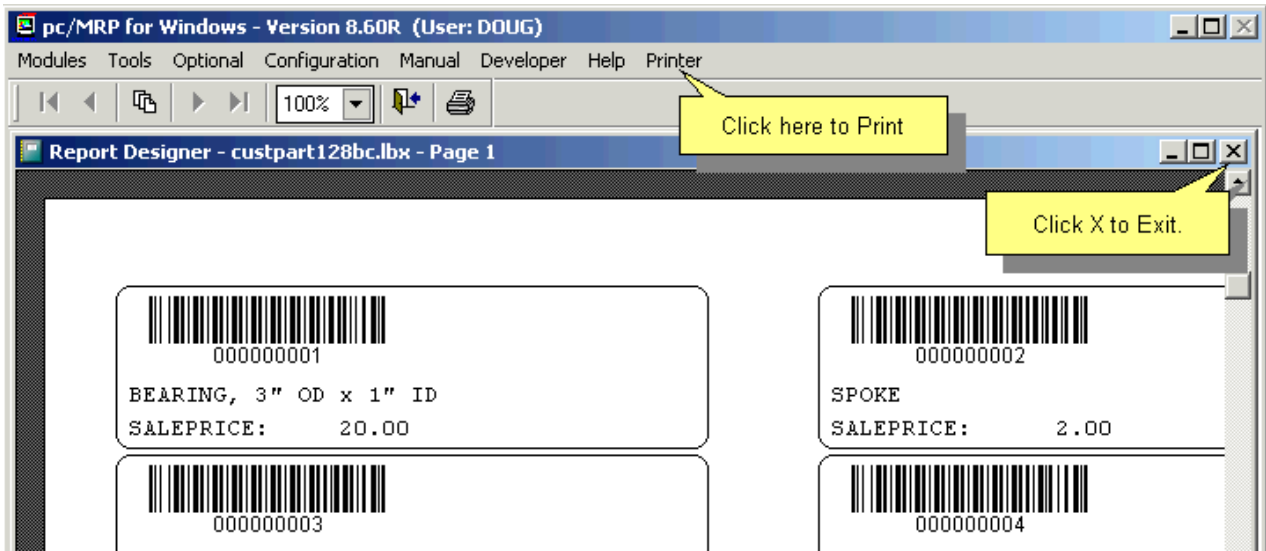 pc/MRP for Windows - Version 8.60R (User: DOUG)
Modules Tools Optional Configuration Manual Developer Help Printer
100%
Click here to Print
Report Designer - custpart128bc.lbx - Page 1
Click X to Exit.
000000001 000000002
BEARING, 3" OD x 1" ID SPOKE
SALEPRICE: 20.00 SALEPRICE: 2.00
000000003 000000004